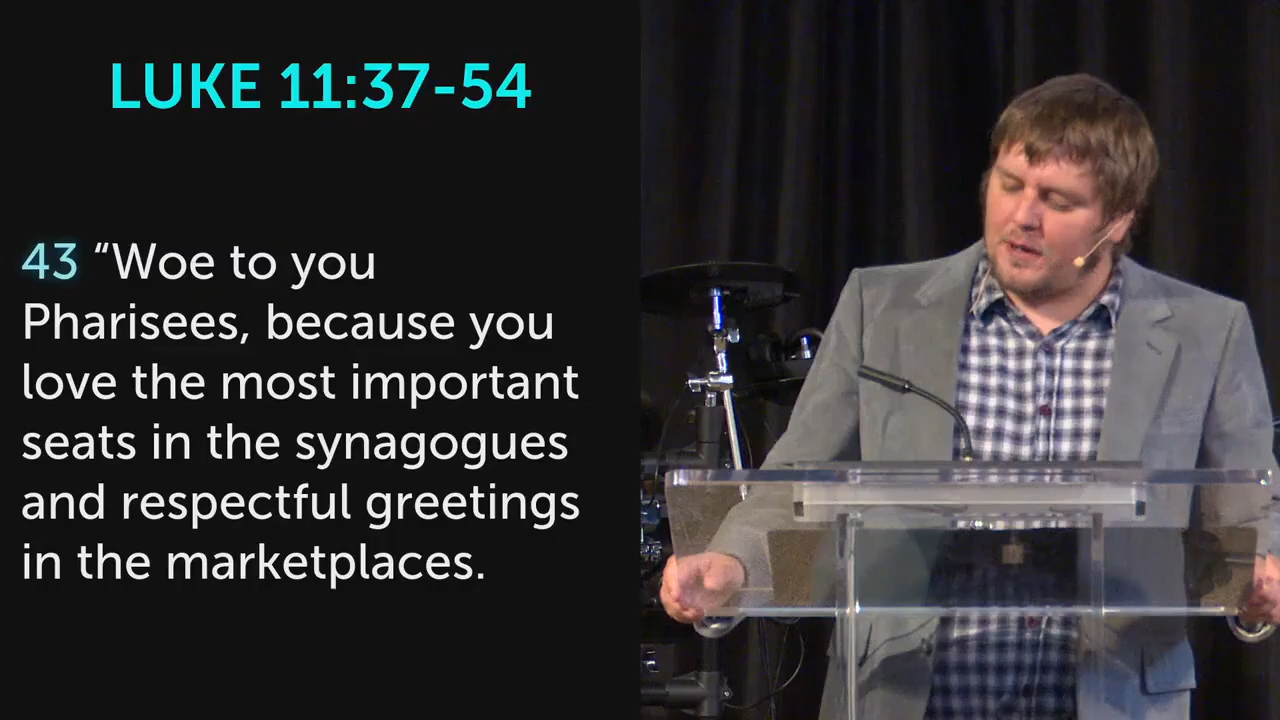 LUKE 11:37-54
43 “Woe to you
Pharisees, because you
love the most important
seats in the synagogues
and respectful greetings
in the marketplaces.